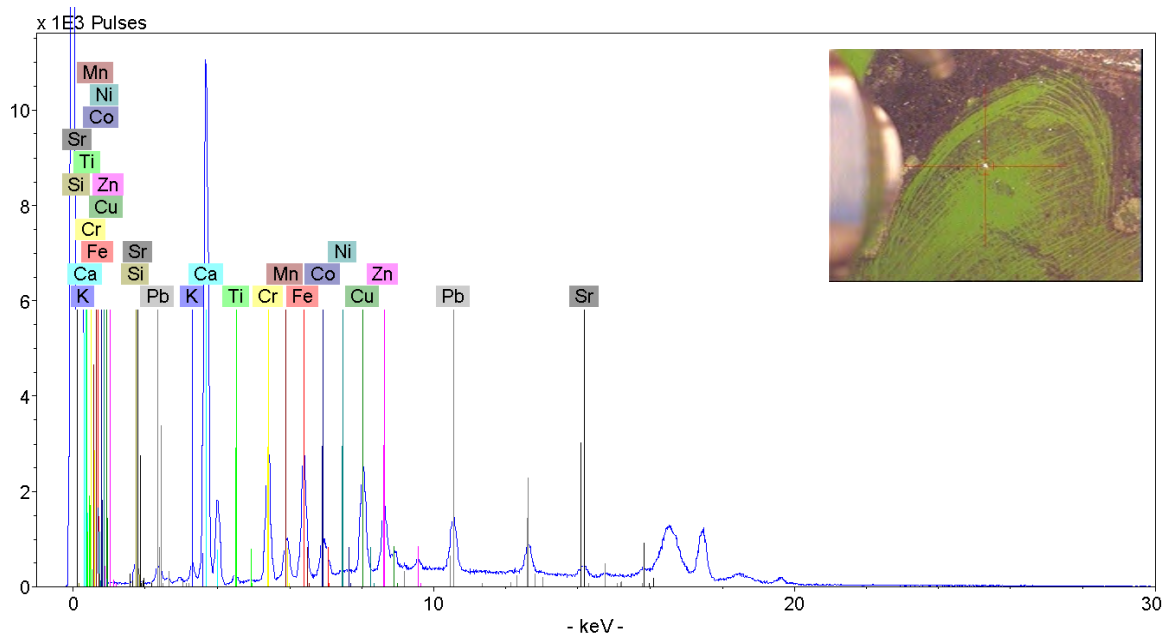 x 1E3 Pulses
Mn
Ni
10
Co
Sr
Ti
Si Zn
8
Cu
Cr
Fe Sr Ni
Ca Si Ca Mn Co Zn
6
K Pb K Ti Cr Fe Cu Pb Sr
4
2
0
0 10 20 30
- keV -